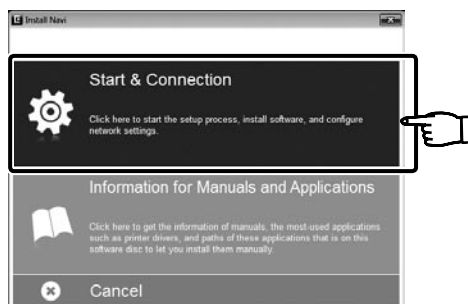 Install Navi
Start & Connection
Click here to start the setup process, install software, and configure
network settings.
Information for Manuals and Applications
Click here to get the information of manuals, the most-used applications
such as printer drivers, and paths of these applications that is on this
software disc to let you install them manually.
Cancel